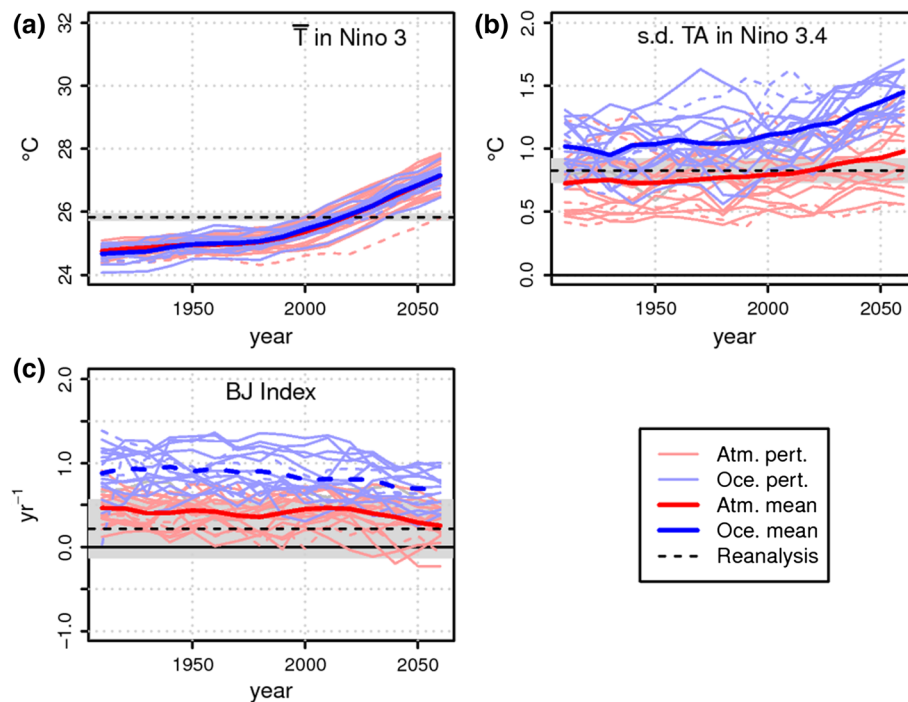 (a)
T̅ in Nino 3
°C
24
26
28
30
32
1950
2000
2050
year
(b)
s.d. TA in Nino 3.4
°C
0.0
0.5
1.0
1.5
2.0
1950
2000
2050
year
(c)
BJ Index
yr⁻¹
−1.0
0.0
1.0
2.0
1950
2000
2050
year
Atm. pert.
Oce. pert.
Atm. mean
Oce. mean
Reanalysis